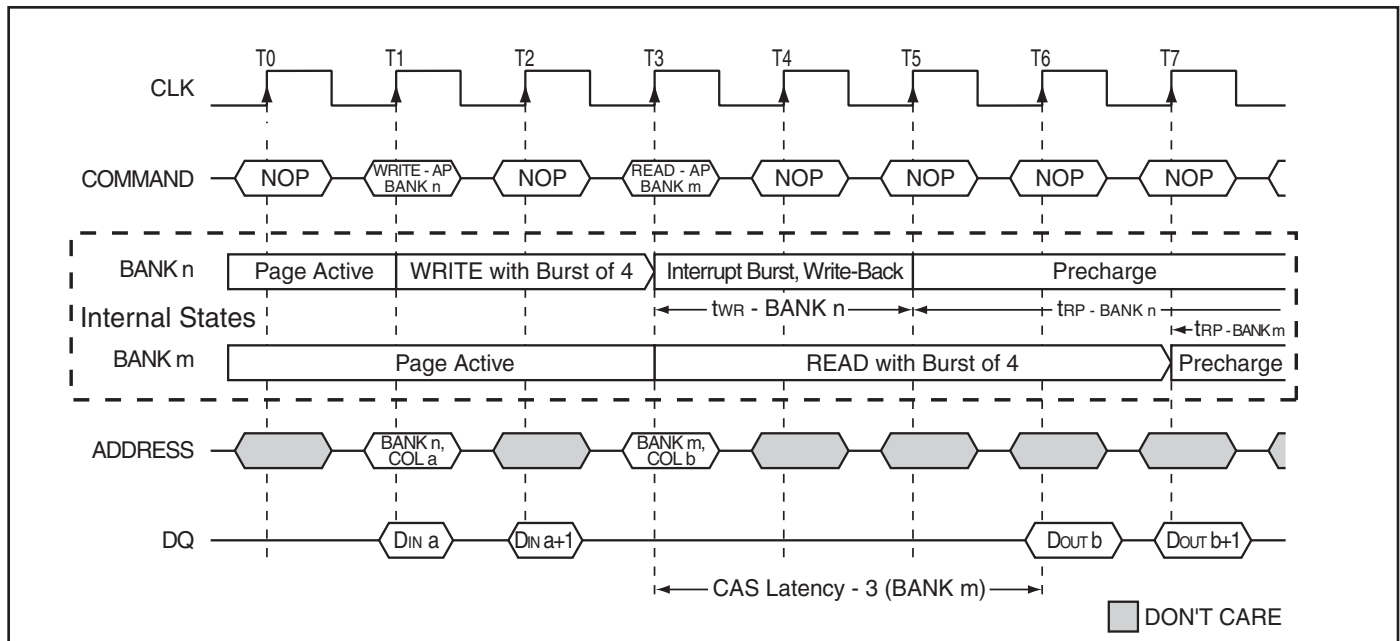 T0 T1 T2 T3 T4 T5 T6 T7
CLK
COMMAND NOP WRITE - AP BANK n NOP READ - AP BANK m NOP NOP NOP NOP
BANK n Page Active WRITE with Burst of 4 Interrupt Burst, Write-Back Precharge
tWR - BANK n tRP - BANK n
Internal States
tRP - BANK m
BANK m Page Active READ with Burst of 4 Precharge
ADDRESS BANK n, COL a BANK m, COL b
DQ DIN a DIN a+1 DOUT b DOUT b+1
CAS Latency - 3 (BANK m)
DON'T CARE